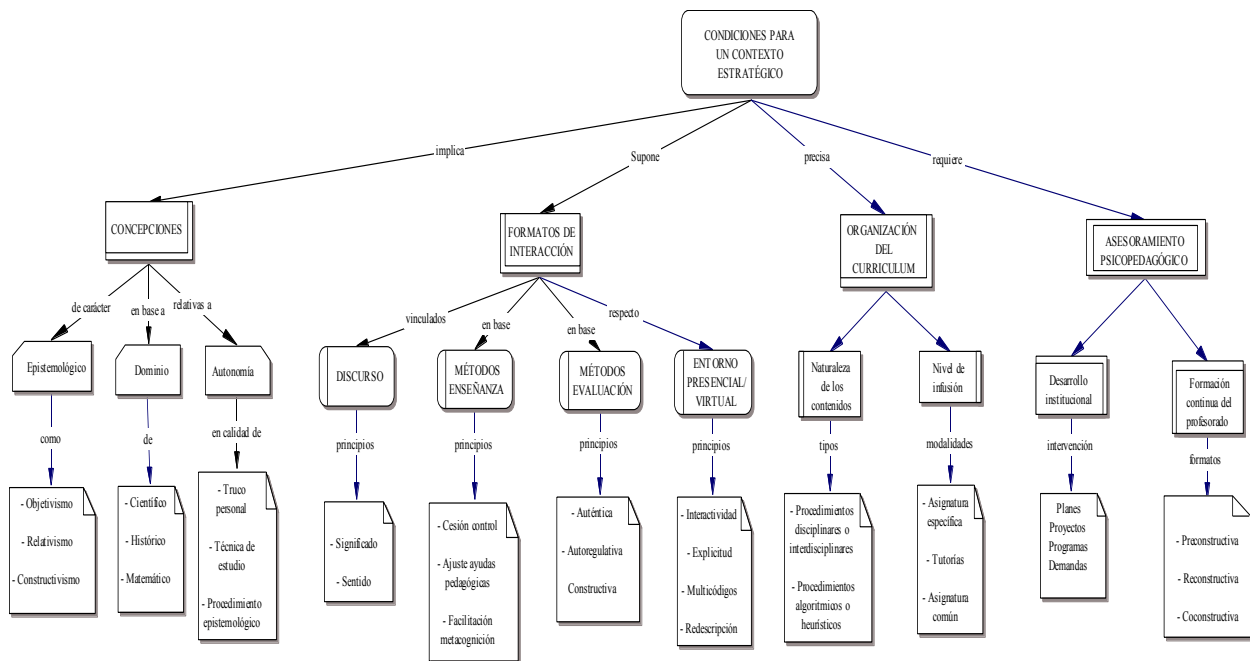 CONDICIONES PARA
UN CONTEXTO
ESTRATÉGICO
implica
Supone
precisa
requiere
CONCEPCIONES
FORMATOS DE
INTERACCIÓN
ORGANIZACIÓN
DEL
CURRICULUM
ASESORAMIENTO
PSICOPEDAGÓGICO
de carácter
en base a
relativas a
vinculados
en base
en base
respecto
Epistemológico
Dominio
Autonomía
DISCURSO
MÉTODOS
ENSEÑANZA
MÉTODOS
EVALUACIÓN
ENTORNO
PRESENCIAL/
VIRTUAL
Naturaleza
de los
contenidos
Nivel de
infusión
Desarrollo
institucional
Formación
continua del
profesorado
como
de
en calidad de
principios
principios
principios
principios
tipos
modalidades
intervención
formatos
- Objetivismo
- Relativismo
- Constructivismo
- Científico
- Histórico
- Matemático
- Truco
personal
- Técnica de
estudio
- Procedimiento
epistemológico
- Significado
- Sentido
- Cesión control
- Ajuste ayudas
pedagógicas
- Facilitación
metacognición
- Auténtica
- Autoregulativa
Constructiva
- Interactividad
- Explicitud
- Multicódigos
- Redescripción
- Procedimientos
disciplinares o
interdisciplinares
- Procedimientos
algorítmicos o
heurísticos
- Asignatura
específica
- Tutorías
- Asignatura
común
Planes
Proyectos
Programas
Demandas
- Preconstructiva
- Reconstructiva
- Coconstructiva